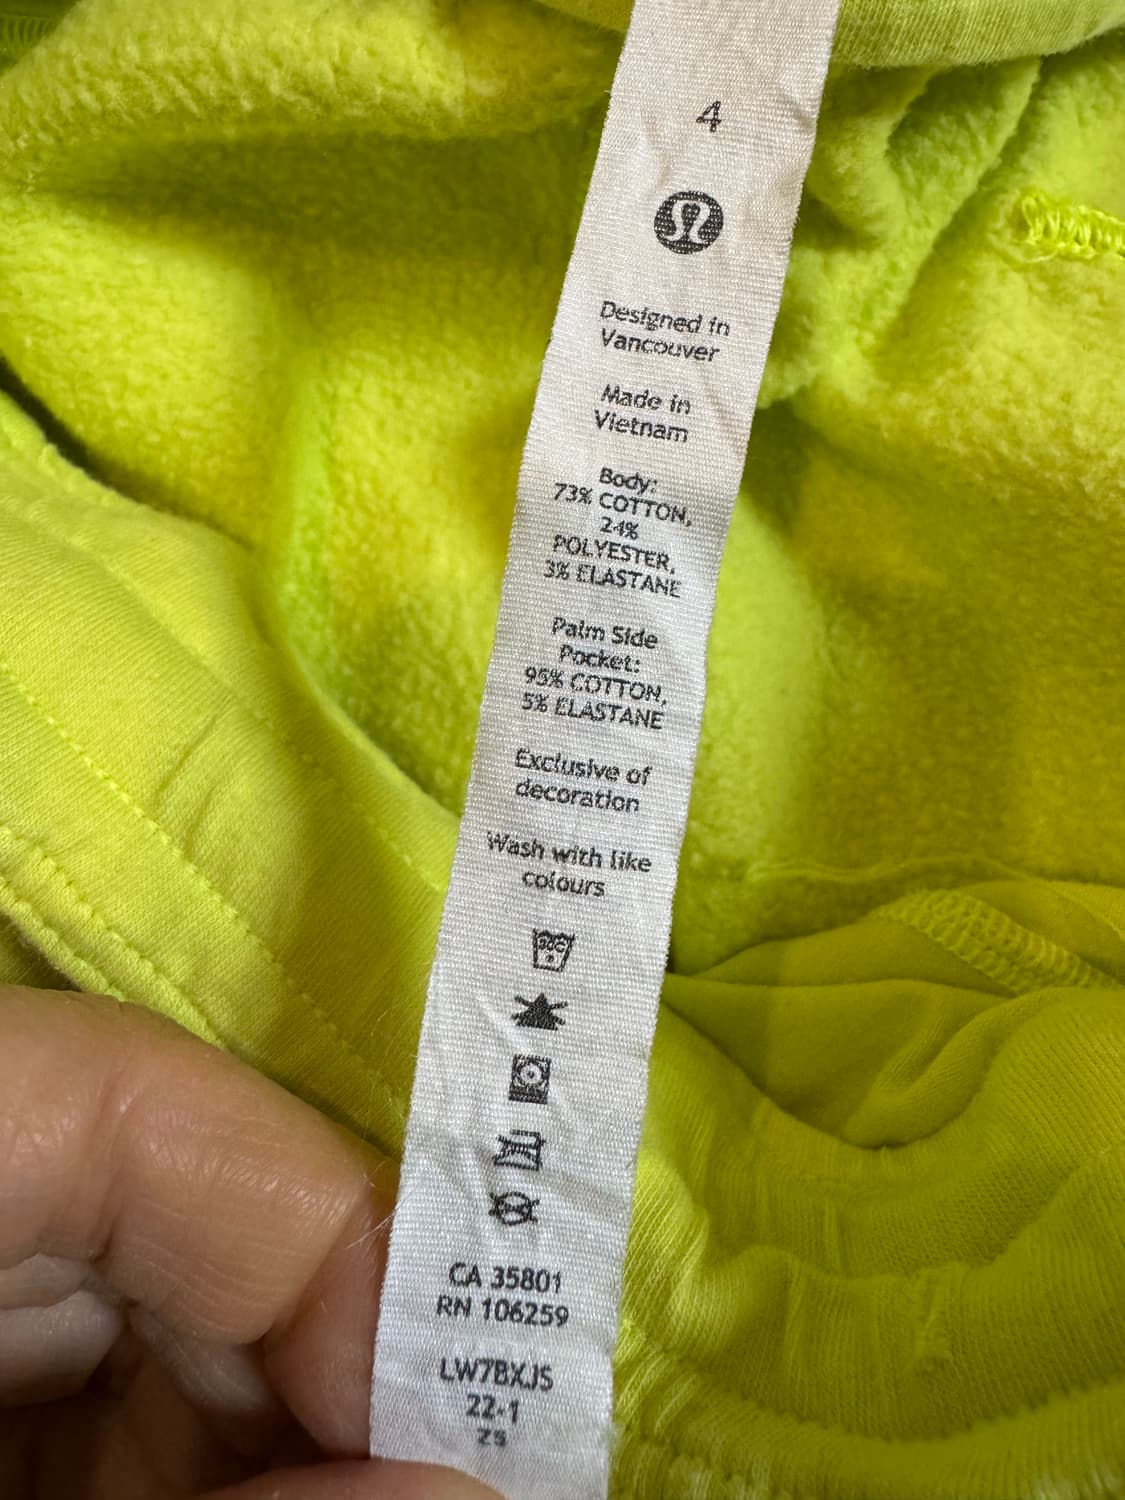 4
Designed in
Vancouver
Made in
Vietnam
Body:
73% COTTON,
24%
POLYESTER,
3% ELASTANE
Palm Side
Pocket:
95% COTTON,
5% ELASTANE
Exclusive of
decoration
Wash with like
colours
CA 35801
RN 106259
LW7BXJS
22-1